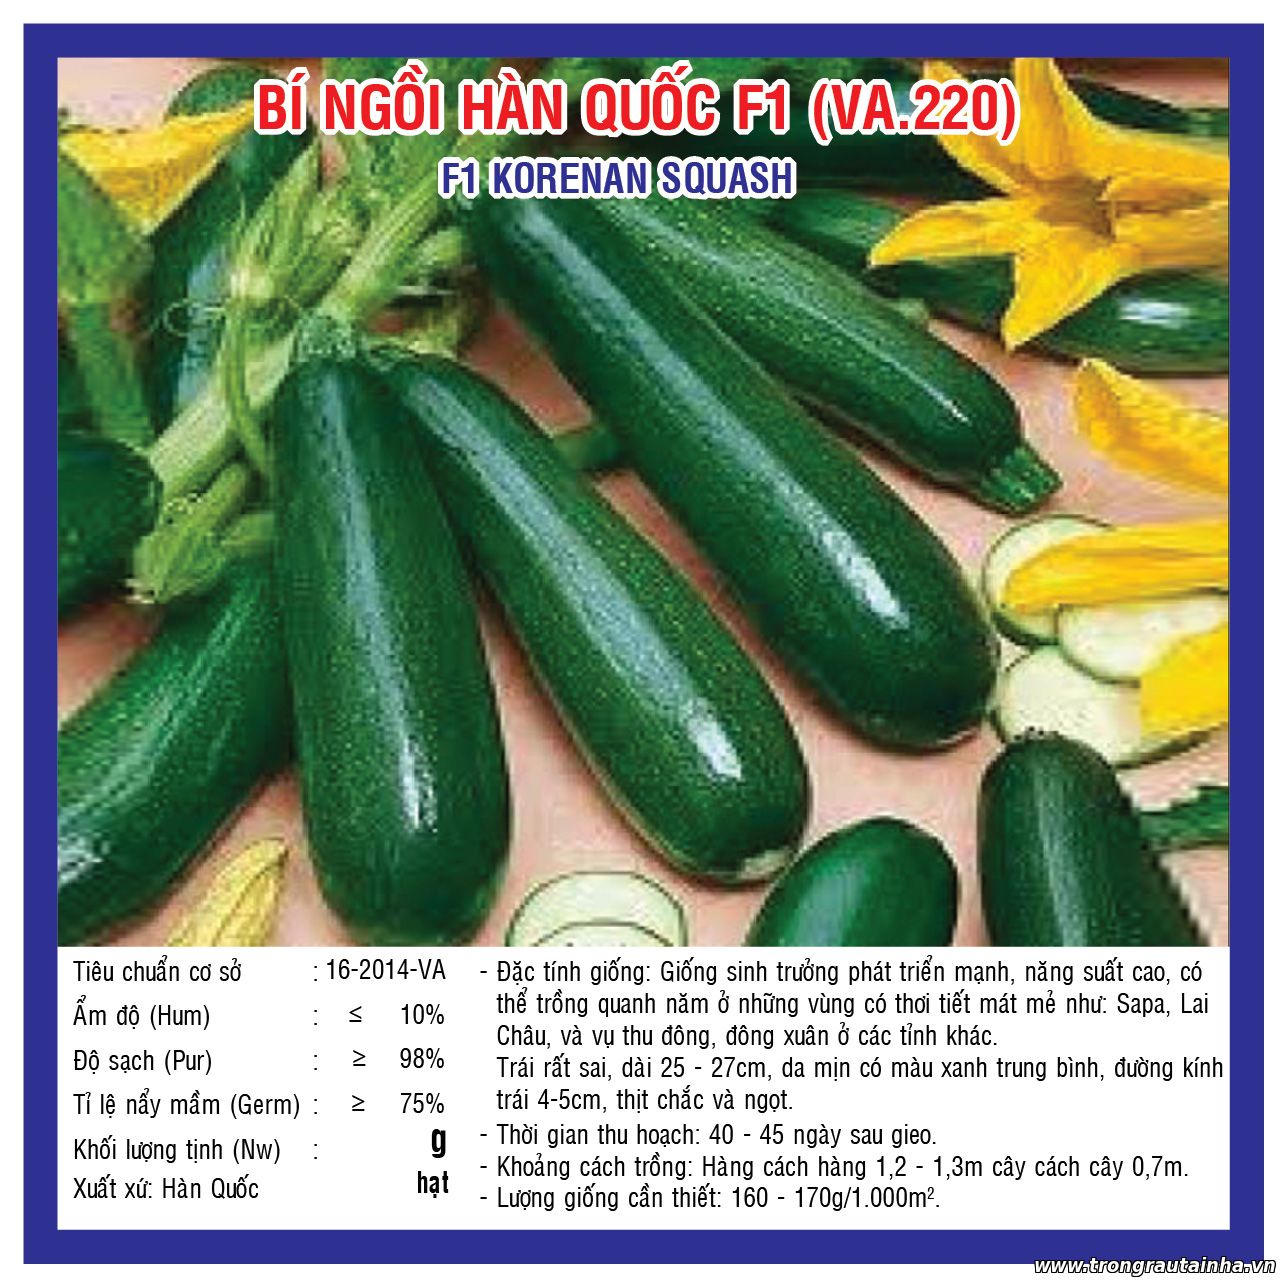 BÍ NGỒI HÀN QUỐC F1 (VA.220)
F1 KORENAN SQUASH
Tiêu chuẩn cơ sở : 16-2014-VA
Ẩm độ (Hum) : ≤ 10%
Độ sạch (Pur) : ≥ 98%
Tỉ lệ nẩy mầm (Germ) : ≥ 75%
Khối lượng tịnh (Nw) : g
Xuất xứ: Hàn Quốc hạt
- Đặc tính giống: Giống sinh trưởng phát triển mạnh, năng suất cao, có
thể trồng quanh năm ở những vùng có thơi tiết mát mẻ như: Sapa, Lai
Châu, và vụ thu đông, đông xuân ở các tỉnh khác.
Trái rất sai, dài 25 - 27cm, da mịn có màu xanh trung bình, đường kính
trái 4-5cm, thịt chắc và ngọt.
- Thời gian thu hoạch: 40 - 45 ngày sau gieo.
- Khoảng cách trồng: Hàng cách hàng 1,2 - 1,3m cây cách cây 0,7m.
- Lượng giống cần thiết: 160 - 170g/1.000m².
www.trongrautainha.vn